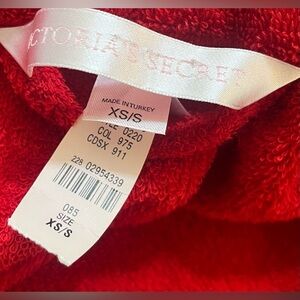 VICTORIA'S SECRET
MADE IN TURKEY
XS/S
0220
COL 975
CDSX 911
228 02954339
085
SIZE
XS/S